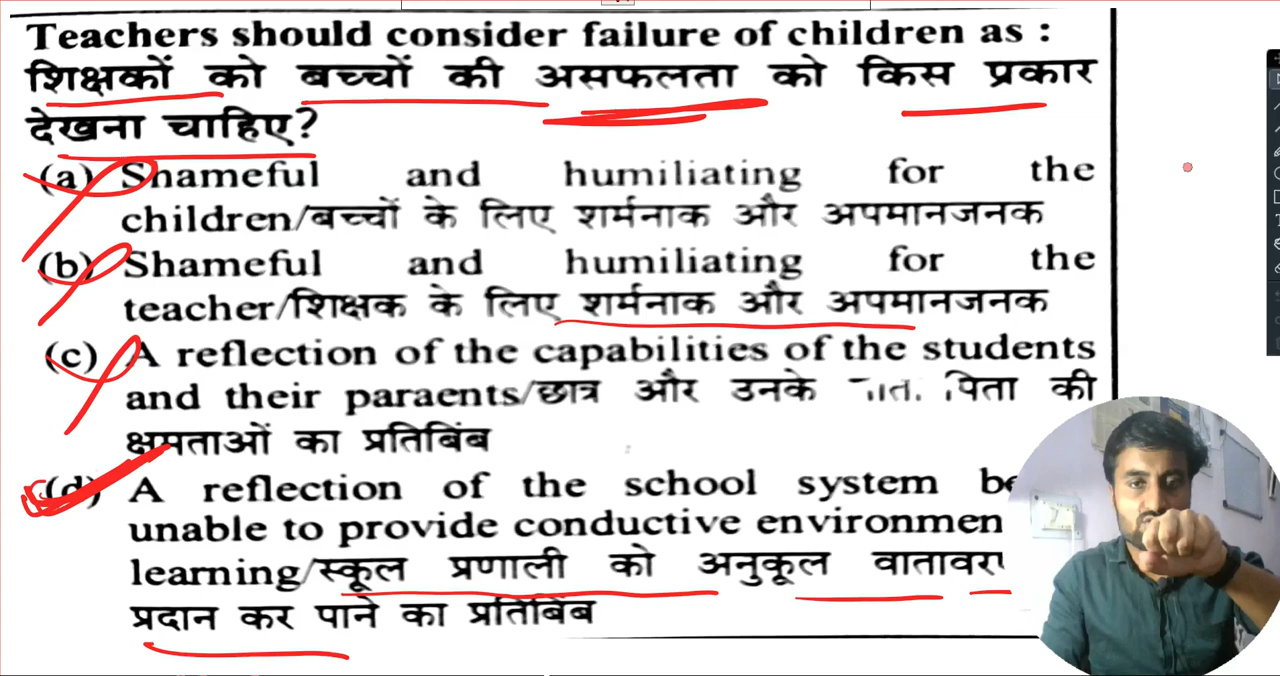 Teachers should consider failure of children as :
शिक्षकों को बच्चों की असफलता को किस प्रकार
देखना चाहिए?
(a) Shameful and humiliating for the
children/बच्चों के लिए शर्मनाक और अपमानजनक
(b) Shameful and humiliating for the
teacher/शिक्षक के लिए शर्मनाक और अपमानजनक
(c) A reflection of the capabilities of the students
and their paraents/छात्र और उनके पिता की
क्षमताओं का प्रतिबिंब
(d) A reflection of the school system
unable to provide conductive
learning/स्कूल प्रणाली को अनुकूल
प्रदान कर पाने का प्रतिबिंब